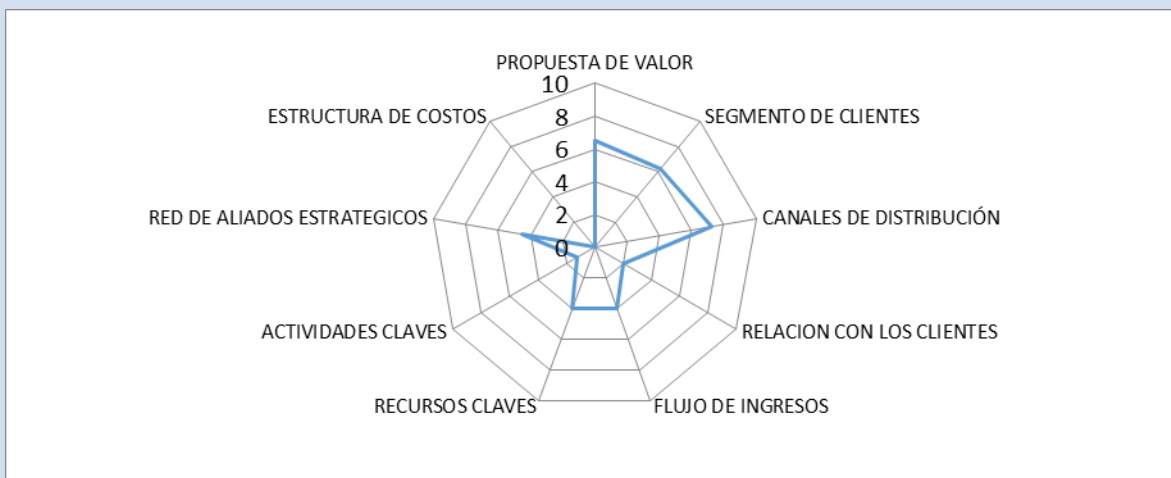 PROPUESTA DE VALOR
10
ESTRUCTURA DE COSTOS
8
SEGMENTO DE CLIENTES
6
4
RED DE ALIADOS ESTRATEGICOS
2
CANALES DE DISTRIBUCIÓN
0
ACTIVIDADES CLAVES
RELACION CON LOS CLIENTES
RECURSOS CLAVES
FLUJO DE INGRESOS